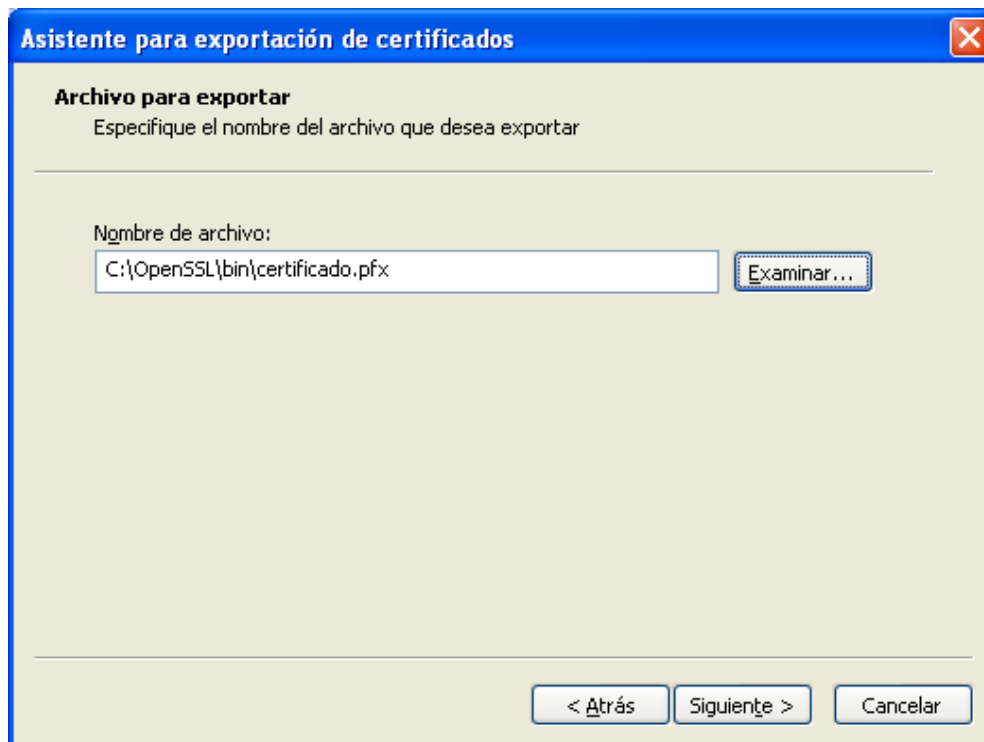 Asistente para exportación de certificados
Archivo para exportar
Especifique el nombre del archivo que desea exportar
Nombre de archivo:
C:\OpenSSL\bin\certificado.pfx
Examinar...
< Atrás
Siguiente >
Cancelar